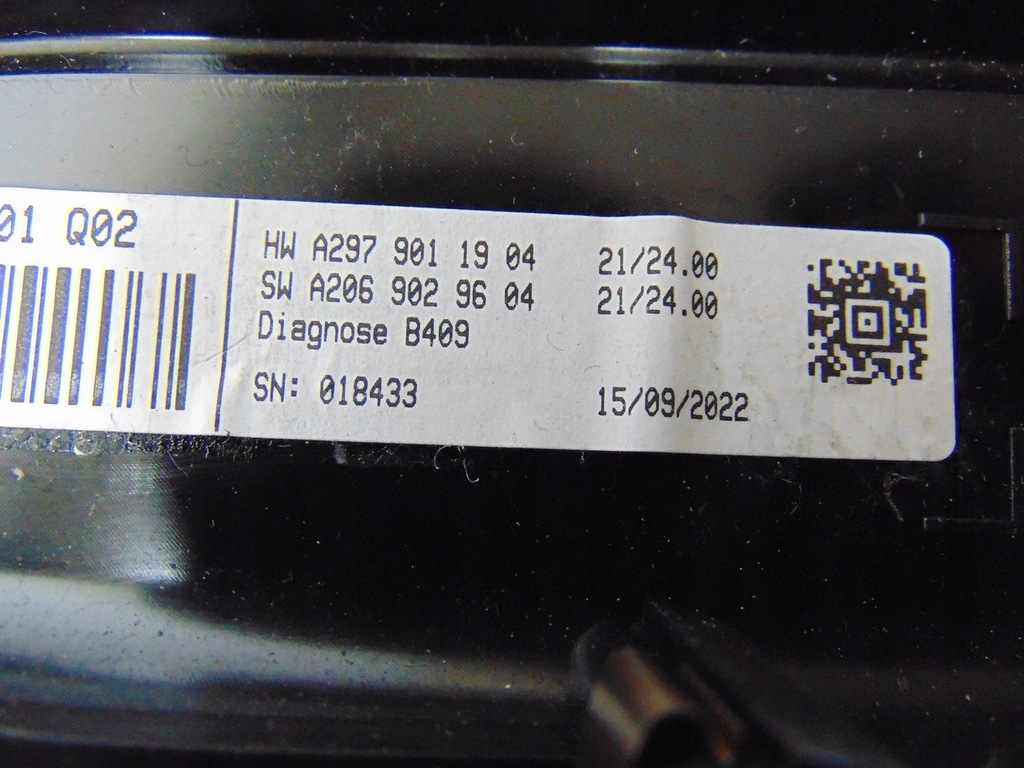 01 Q02
HW A297 901 19 04 21/24.00
SW A206 902 96 04 21/24.00
Diagnose B409
SN: 018433 15/09/2022